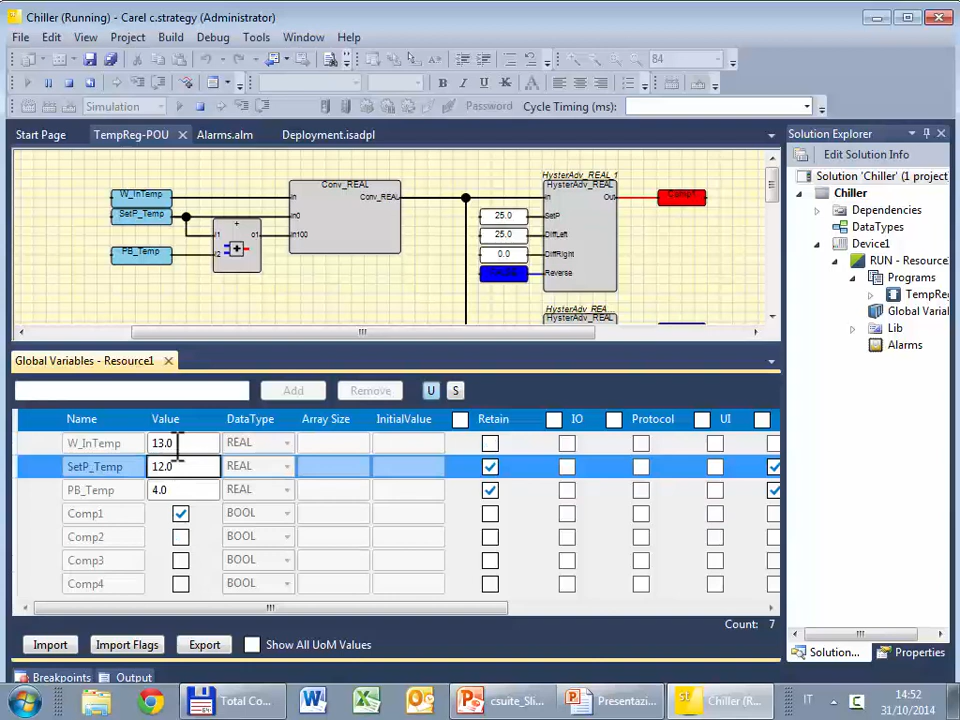 Chiller (Running) - Carel c.strategy (Administrator)
File Edit View Project Build Debug Tools Window Help
84
Simulation Password Cycle Timing (ms):
Start Page TempReg-POU Alarms.alm Deployment.isadpl
Solution Explorer
Edit Solution Info
Solution 'Chiller' (1 project
Chiller
Dependencies
DataTypes
Device1
RUN - Resource
Programs
TempReg
Global Varia
Lib
Alarms
HysterAdv_REAL_1
W_InTemp
SetP_Temp
PB_Temp
+
i1
i2
o1
Conv_REAL
In
In0
In100
Conv_REAL
HysterAdv_REAL
25.0
25.0
0.0
In
SetP
DiffLeft
DiffRight
Reverse
Out
Comp1
HysterAdv_REA...
HysterAdv_REAL
Global Variables - Resource1
Add Remove U S
Name Value DataType Array Size InitialValue Retain IO Protocol UI
W_InTemp 13.0 REAL
SetP_Temp 12.0 REAL
PB_Temp 4.0 REAL
Comp1 BOOL
Comp2 BOOL
Comp3 BOOL
Comp4 BOOL
Count: 7
Import Import Flags Export Show All UoM Values
Solution... Properties
Breakpoints Output
Total Co... csuite_Sli... Presentazi... Chiller (R... IT 14:52
31/10/2014